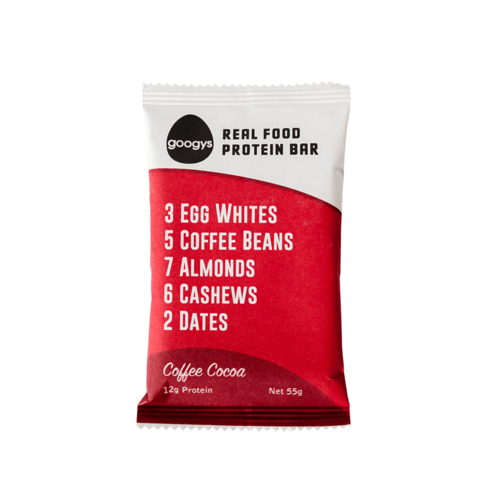 googys
REAL FOOD
PROTEIN BAR
3 EGG WHITES
5 COFFEE BEANS
7 ALMONDS
6 CASHEWS
2 DATES
Coffee Cocoa
12g Protein
Net 55g